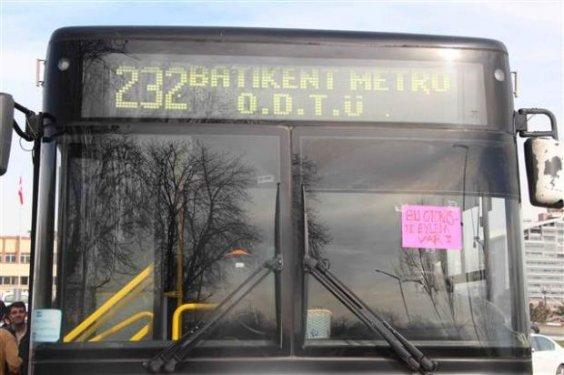 232 BATIKENT METRO
O.D.T.Ü
BU OTOBÜS-
TE EYLEM
VAR!